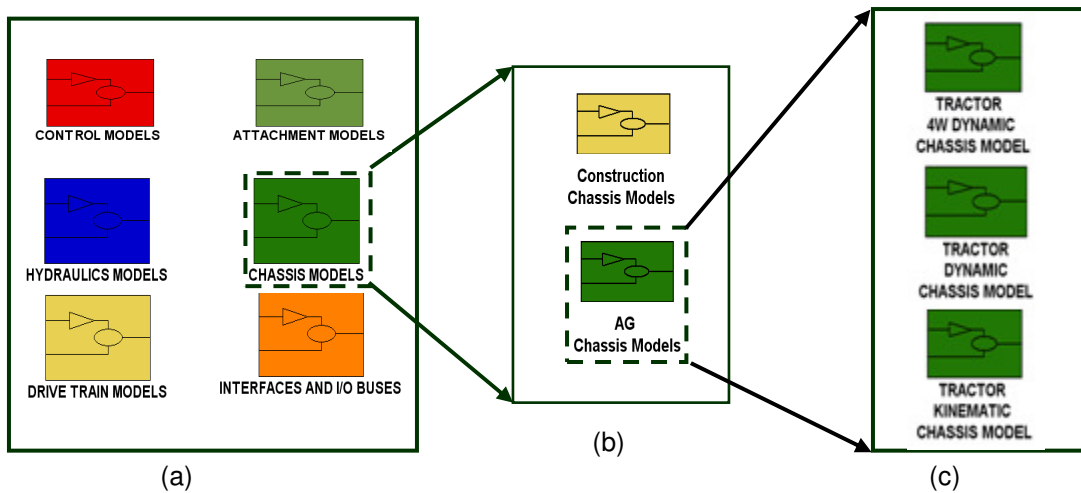 CONTROL MODELS
ATTACHMENT MODELS
HYDRAULICS MODELS
CHASSIS MODELS
DRIVE TRAIN MODELS
INTERFACES AND I/O BUSES
(a)
Construction
Chassis Models
AG
Chassis Models
(b)
TRACTOR
4W DYNAMIC
CHASSIS MODEL
TRACTOR
DYNAMIC
CHASSIS MODEL
TRACTOR
KINEMATIC
CHASSIS MODEL
(c)